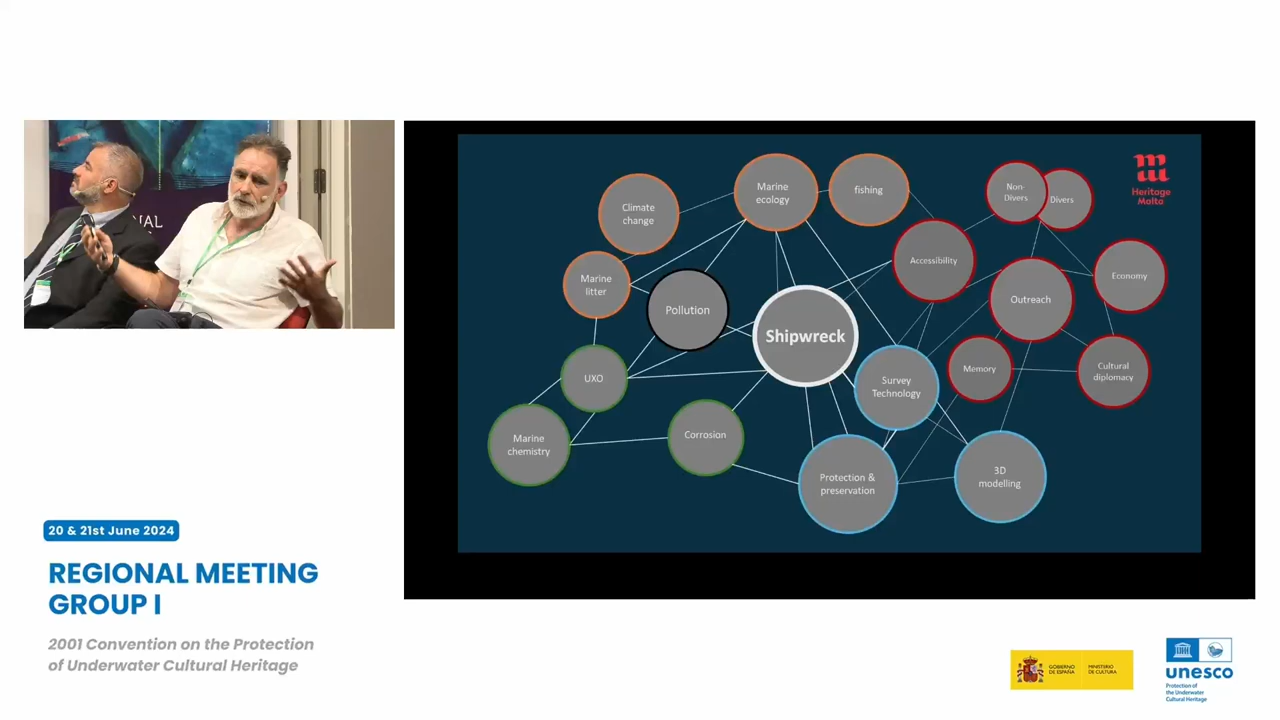 NAL
Climate
change
Marine
ecology
fishing
Non-
Divers
Divers
Heritage
Malta
Marine
litter
Pollution
Shipwreck
Accessibility
Outreach
Economy
UXO
Survey
Technology
Memory
Cultural
diplomacy
Marine
chemistry
Corrosion
Protection &
preservation
3D
modelling
20 & 21st June 2024
REGIONAL MEETING
GROUP I
2001 Convention on the Protection
of Underwater Cultural Heritage
GOBIERNO
DE ESPAÑA
MINISTERIO
DE CULTURA
unesco
Protection of
the Underwater
Cultural Heritage